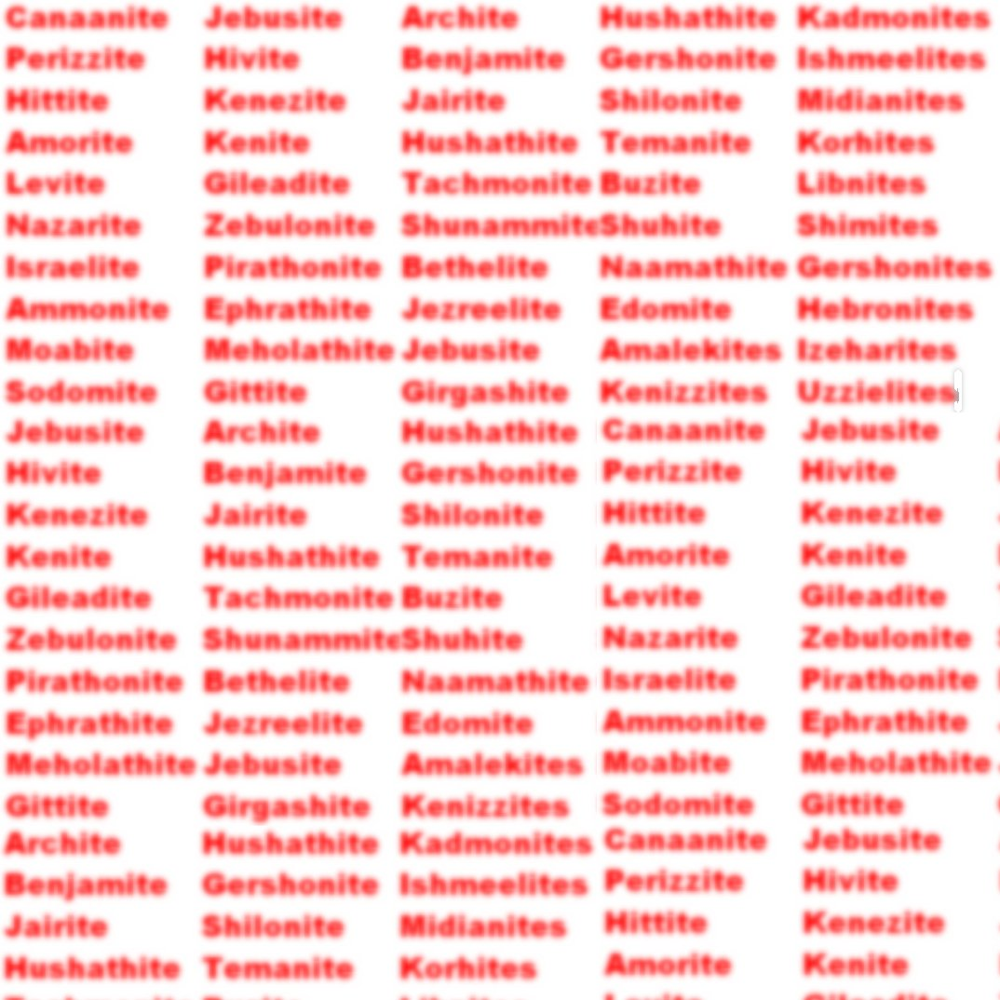 Canaanite Jebusite Archite Hushathite Kadmonites
Perizzite Hivite Benjamite Gershonite Ishmeelites
Hittite Kenezite Jairite Shilonite Midianites
Amorite Kenite Hushathite Temanite Korhites
Levite Gileadite Tachmonite Buzite Libnites
Nazarite Zebulonite Shunammite Shuhite Shimites
Israelite Pirathonite Bethelite Naamathite Gershonites
Ammonite Ephrathite Jezreelite Edomite Hebronites
Moabite Meholathite Jebusite Amalekites Izeharites
Sodomite Gittite Girgashite Kenizzites Uzzielites
Jebusite Archite Hushathite Canaanite Jebusite
Hivite Benjamite Gershonite Perizzite Hivite
Kenezite Jairite Shilonite Hittite Kenezite
Kenite Hushathite Temanite Amorite Kenite
Gileadite Tachmonite Buzite Levite Gileadite
Zebulonite Shunammite Shuhite Nazarite Zebulonite
Pirathonite Bethelite Naamathite Israelite Pirathonite
Ephrathite Jezreelite Edomite Ammonite Ephrathite
Meholathite Jebusite Amalekites Moabite Meholathite
Gittite Girgashite Kenizzites Sodomite Gittite
Archite Hushathite Kadmonites Canaanite Jebusite
Benjamite Gershonite Ishmeelites Perizzite Hivite
Jairite Shilonite Midianites Hittite Kenezite
Hushathite Temanite Korhites Amorite Kenite